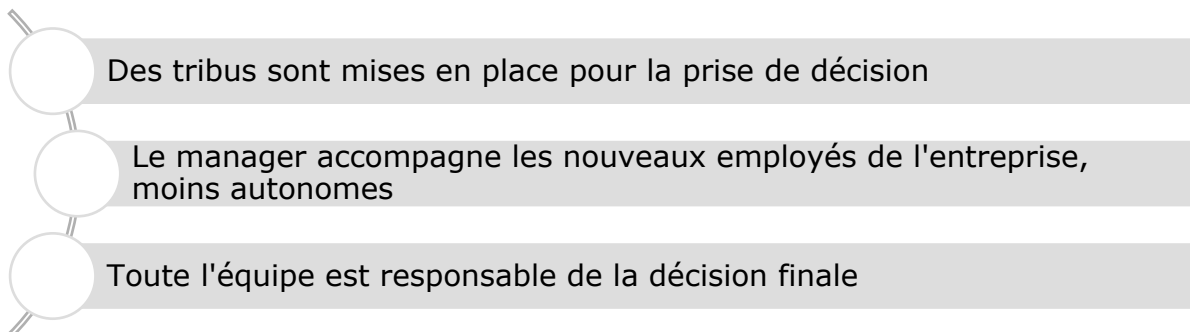 Des tribus sont mises en place pour la prise de décision
Le manager accompagne les nouveaux employés de l'entreprise,
moins autonomes
Toute l'équipe est responsable de la décision finale